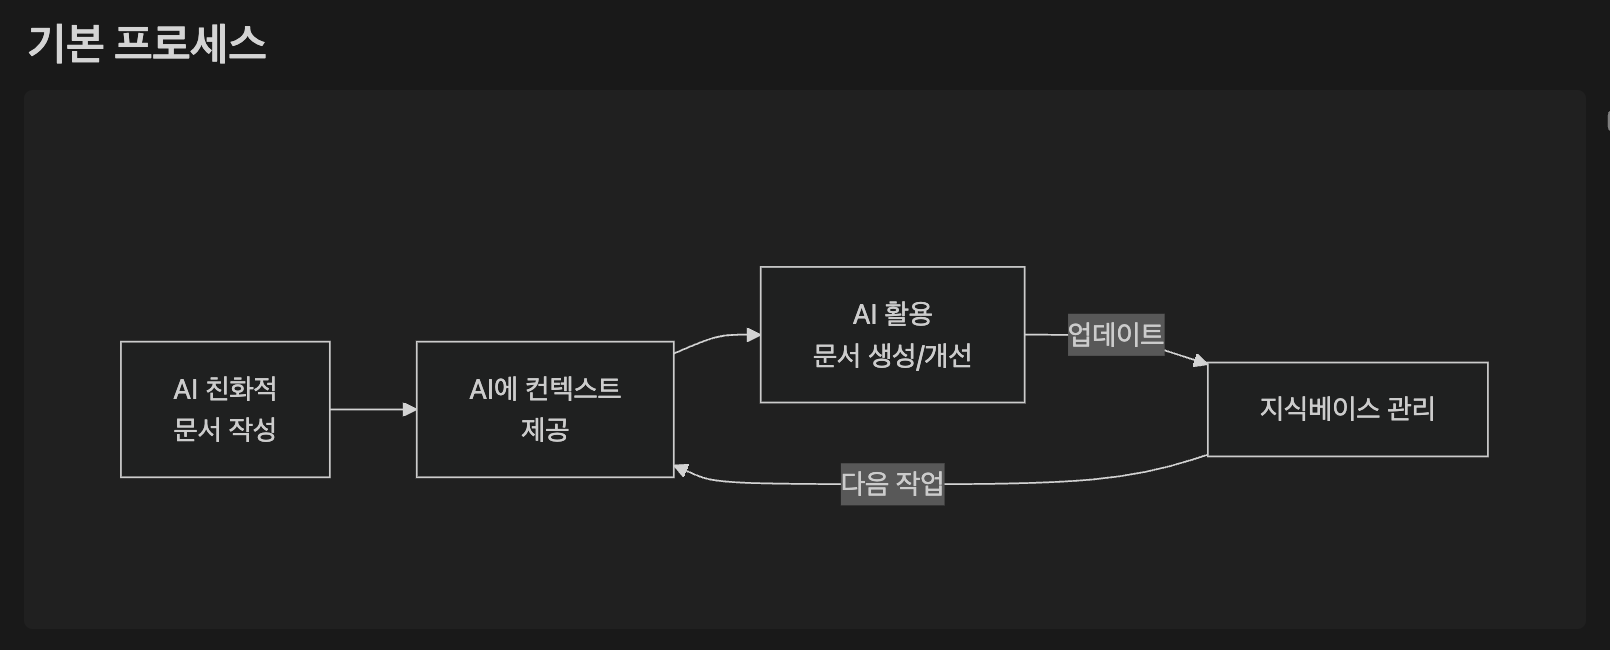 기본 프로세스
AI 친화적
문서 작성
AI에 컨텍스트
제공
AI 활용
문서 생성/개선
업데이트
지식베이스 관리
다음 작업